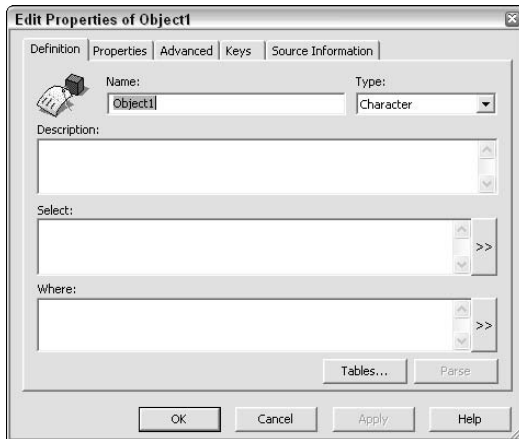 Edit Properties of Object1
Definition Properties Advanced Keys Source Information
Name: Type:
Object1 Character
Description:
Select:
>>
Where:
>>
Tables... Parse
OK Cancel Apply Help